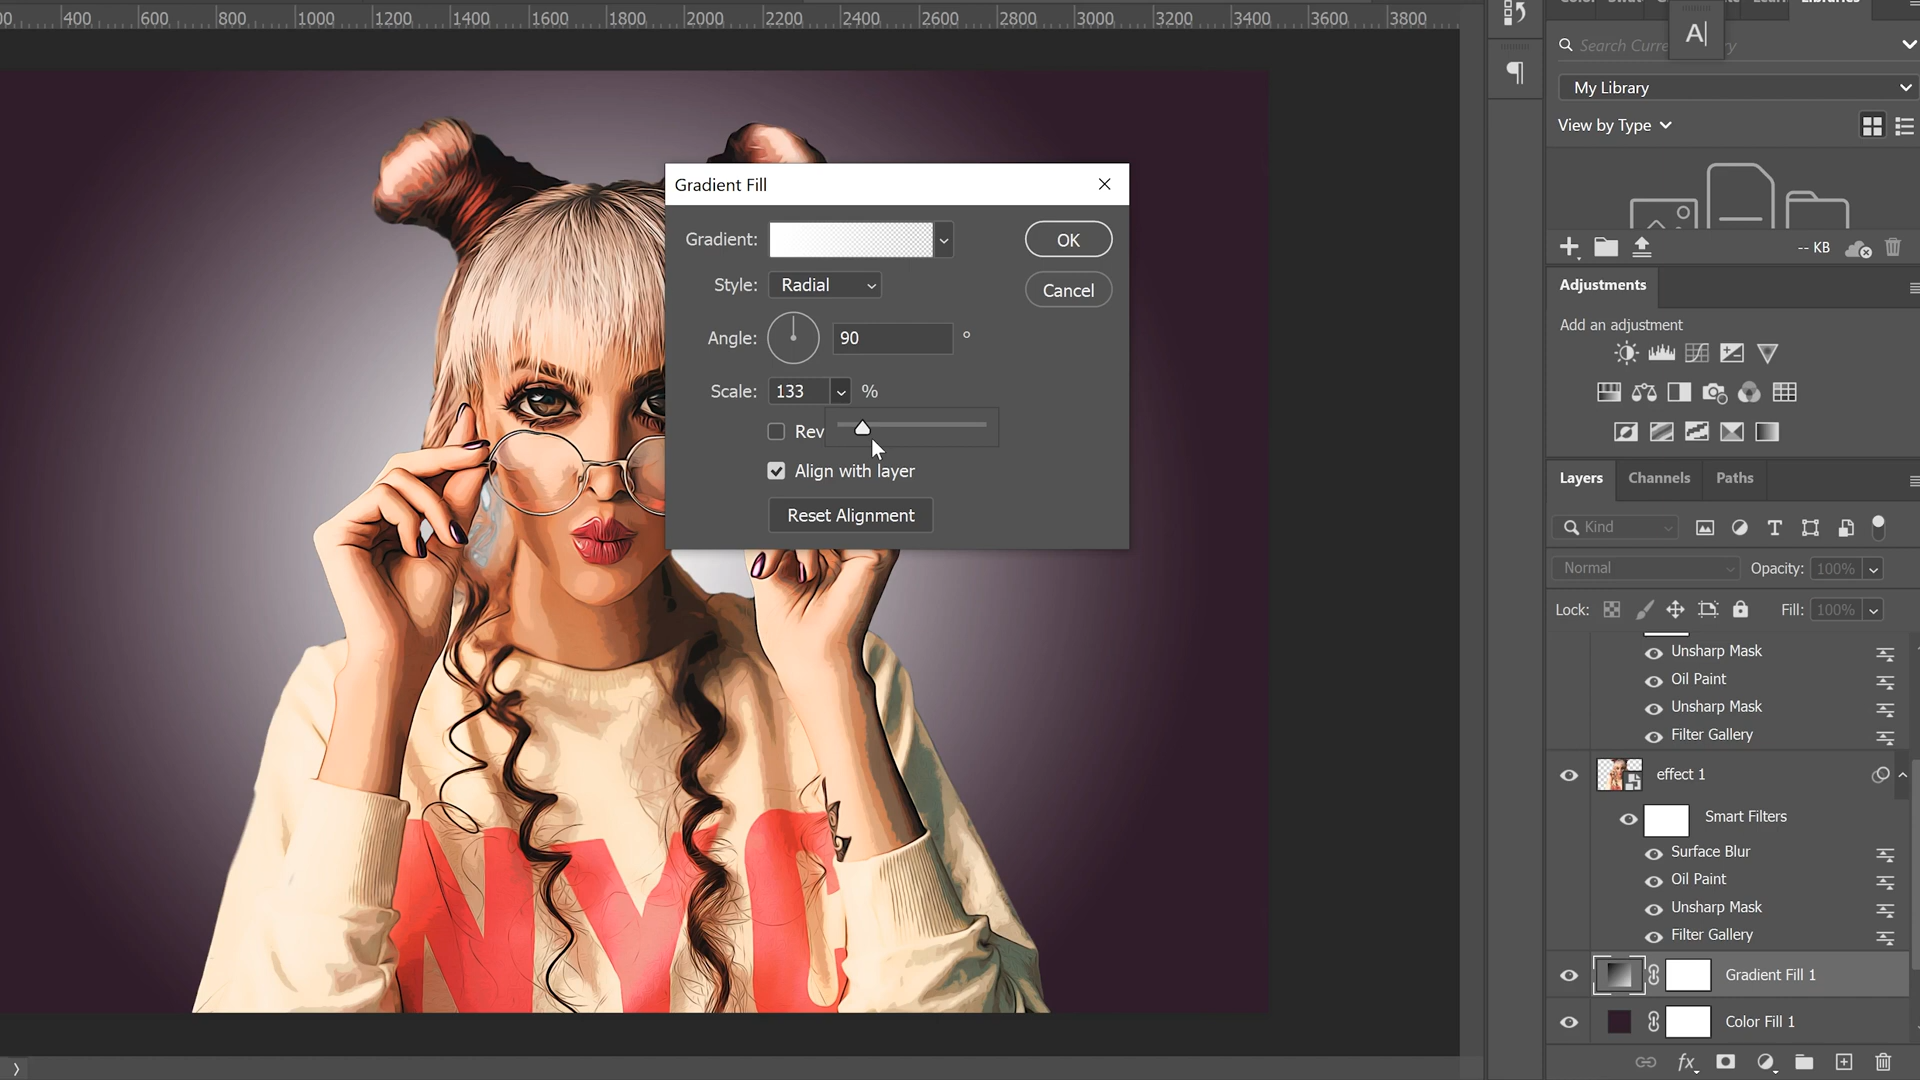 400 600 800 1000 1200 1400 1600 1800 2000 2200 2400 2600 2800 3000 3200 3400 3600 3800
Libraries
A
Search Curre
My Library
View by Type
-- KB
Adjustments
Add an adjustment
Layers Channels Paths
Kind
Normal Opacity: 100%
Lock: Fill: 100%
Unsharp Mask
Oil Paint
Unsharp Mask
Filter Gallery
effect 1
Smart Filters
Surface Blur
Oil Paint
Unsharp Mask
Filter Gallery
Gradient Fill 1
Color Fill 1
fx
Gradient Fill
Gradient: OK
Style: Radial
Cancel
Angle: 90 °
Scale: 133 %
Rev
Align with layer
Reset Alignment
NYC